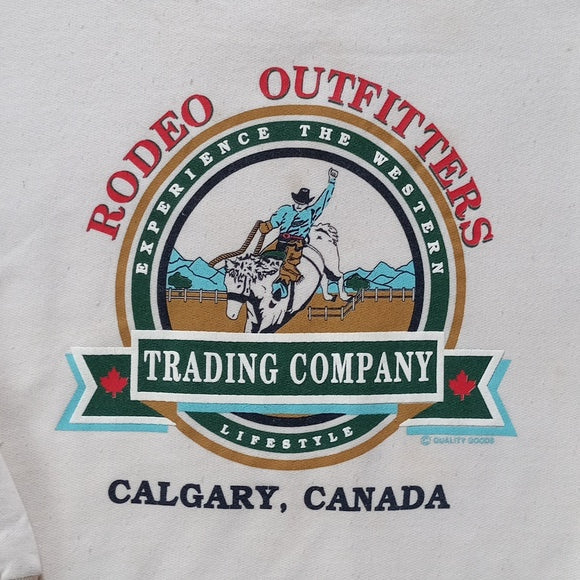 RODEO OUTFITTERS
EXPERIENCE THE WESTERN
TRADING COMPANY
LIFESTYLE
© QUALITY GOODS
CALGARY, CANADA